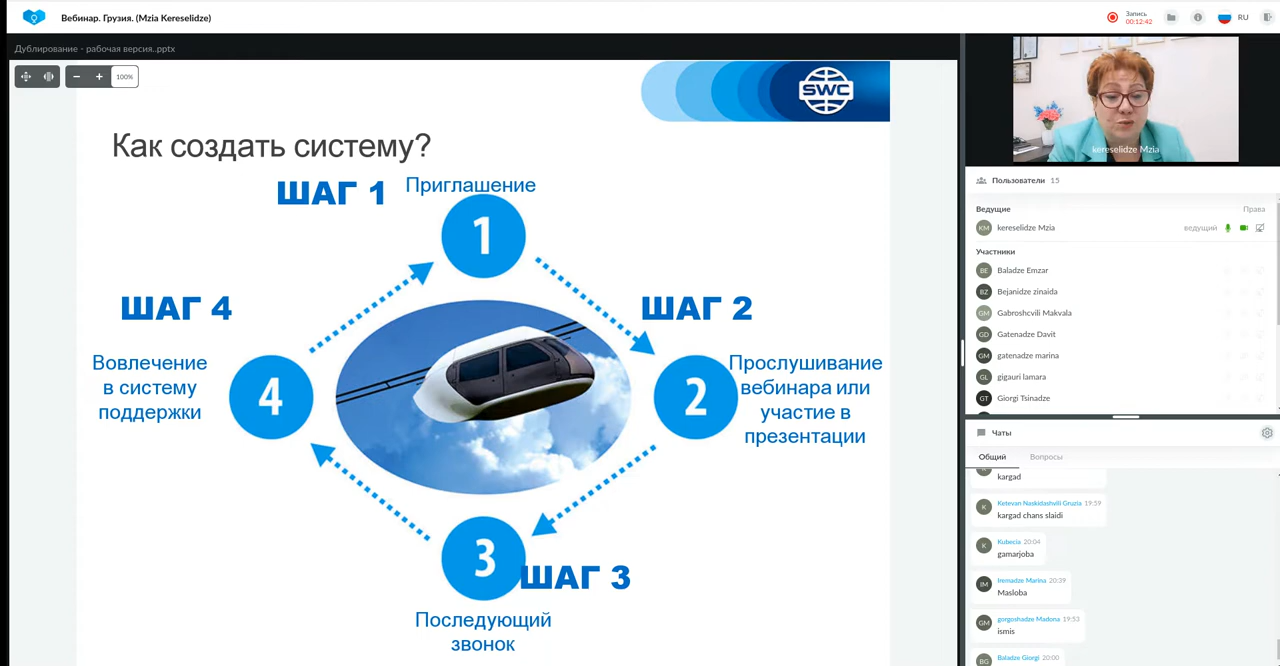 Вебинар. Грузия. (Mzia Kereselidze)
Запись
00:12:42
RU
Дублирование - рабочая версия..pptx
100%
SWC
Как создать систему?
ШАГ 1
Приглашение
1
ШАГ 4
ШАГ 2
Вовлечение
в систему
поддержки
4
2
Прослушивание
вебинара или
участие в
презентации
3
ШАГ 3
Последующий
звонок
kereselidze Mzia
Пользователи 15
Ведущие
Права
KM kereselidze Mzia ведущий
Участники
BE Baladze Emzar
BZ Bejanidze zinaida
GM Gabroshcvili Makvala
GD Gatenadze Davit
GM gatenadze marina
GL gigauri lamara
GT Giorgi Tsinadze
Чаты
Общий Вопросы
kargad
Ketevan Naskidashvili Gruzia 19:59
K kargad chans slaidi
Kubecia 20:04
K gamarjoba
Iremadze Marina 20:39
IM Masloba
gorgoshadze Madona 19:53
GM ismis
Baladze Giorgi 20:00
BG